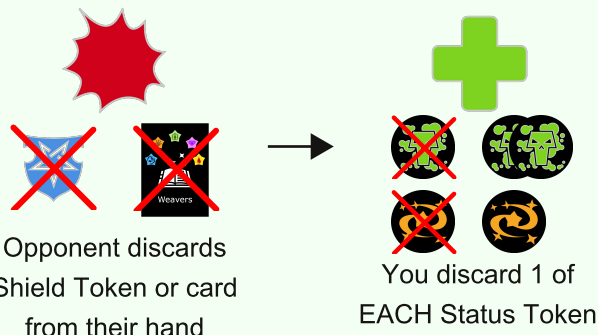 Weavers
Opponent discards
Shield Token or card
from their hand
You discard 1 of
EACH Status Token